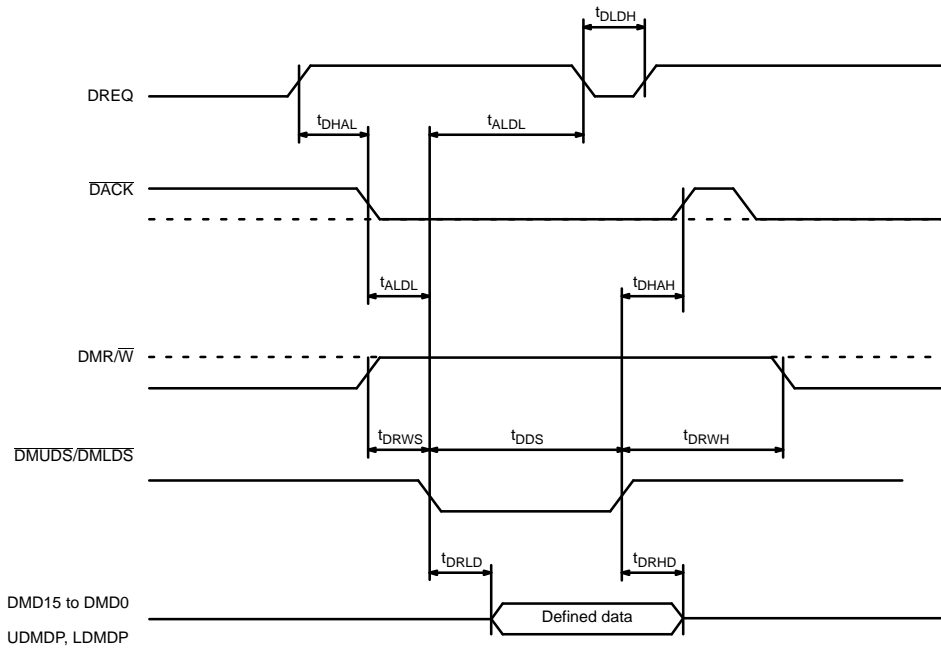 tDLDH
DREQ
tDHAL
tALDL
DACK
tALDL
tDHAH
DMR/W
tDRWS
tDDS
tDRWH
DMUDS/DMLDS
tDRLD
tDRHD
DMD15 to DMD0
Defined data
UDMDP, LDMDP